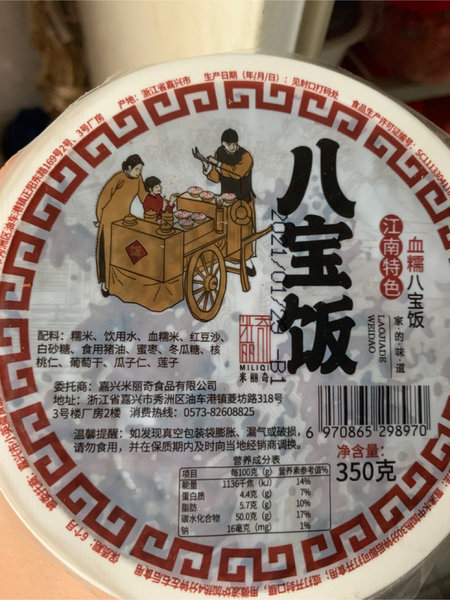 产地：浙江省嘉兴市
生产日期（年/月/日）：见封口打码处
八宝饭
2021/01/23 B1
江南特色
血糯八宝饭
家的味·道
LAOJIADE
WEIDAO
米丽奇
MILIQI
米丽奇
配料：糯米、饮用水、血糯米、红豆沙、
白砂糖、食用猪油、蜜枣、冬瓜糖、核
桃仁、葡萄干、瓜子仁、莲子
委托商：嘉兴米丽奇食品有限公司
地址：浙江省嘉兴市秀洲区油车港镇菱坊路318号
3号楼厂房2楼 消费热线：0573-82608825
温馨提醒：如发现真空包装袋膨胀、漏气或破损，
请勿食用，并在保质期内及时向当地经销商调换。
6 970865 298970
净含量：
350克
营养成分表
项目 每100克(g) 营养素参考值%
能量 1136千焦(kJ) 14%
蛋白质 4.4克(g) 7%
脂肪 5.7克(g) 10%
碳水化合物 50.0克(g) 17%
钠 16毫克(mg) 1%
保质期：6个月